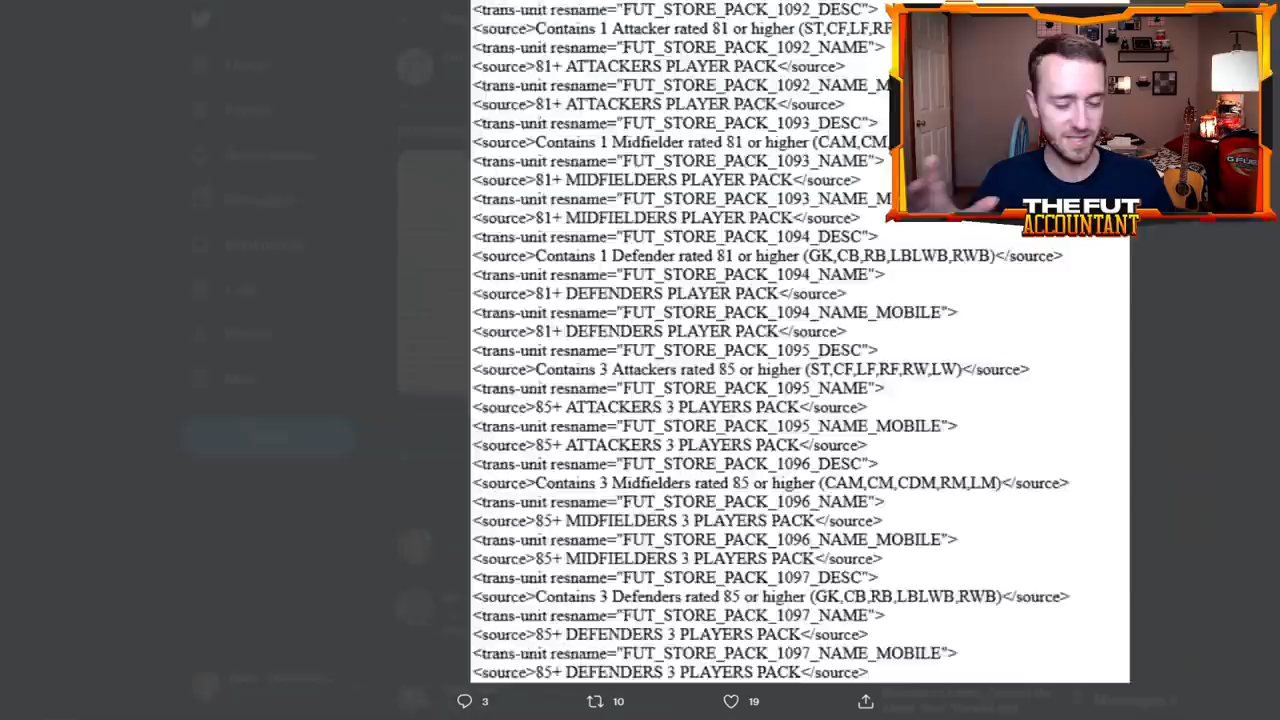 <trans-unit resname="FUT_STORE_PACK_1092_DESC">
<source>Contains 1 Attacker rated 81 or higher (ST,CF,LF,RF
<trans-unit resname="FUT_STORE_PACK_1092_NAME">
<source>81+ ATTACKERS PLAYER PACK</source>
<trans-unit resname="FUT_STORE_PACK_1092_NAME_M
<source>81+ ATTACKERS PLAYER PACK</source>
<trans-unit resname="FUT_STORE_PACK_1093_DESC">
<source>Contains 1 Midfielder rated 81 or higher (CAM,CM,
<trans-unit resname="FUT_STORE_PACK_1093_NAME">
<source>81+ MIDFIELDERS PLAYER PACK</source>
<trans-unit resname="FUT_STORE_PACK_1093_NAME_M
<source>81+ MIDFIELDERS PLAYER PACK</source>
<trans-unit resname="FUT_STORE_PACK_1094_DESC">
<source>Contains 1 Defender rated 81 or higher (GK,CB,RB,LBLWB,RWB)</source>
<trans-unit resname="FUT_STORE_PACK_1094_NAME">
<source>81+ DEFENDERS PLAYER PACK</source>
<trans-unit resname="FUT_STORE_PACK_1094_NAME_MOBILE">
<source>81+ DEFENDERS PLAYER PACK</source>
<trans-unit resname="FUT_STORE_PACK_1095_DESC">
<source>Contains 3 Attackers rated 85 or higher (ST,CF,LF,RF,RW,LW)</source>
<trans-unit resname="FUT_STORE_PACK_1095_NAME">
<source>85+ ATTACKERS 3 PLAYERS PACK</source>
<trans-unit resname="FUT_STORE_PACK_1095_NAME_MOBILE">
<source>85+ ATTACKERS 3 PLAYERS PACK</source>
<trans-unit resname="FUT_STORE_PACK_1096_DESC">
<source>Contains 3 Midfielders rated 85 or higher (CAM,CM,CDM,RM,LM)</source>
<trans-unit resname="FUT_STORE_PACK_1096_NAME">
<source>85+ MIDFIELDERS 3 PLAYERS PACK</source>
<trans-unit resname="FUT_STORE_PACK_1096_NAME_MOBILE">
<source>85+ MIDFIELDERS 3 PLAYERS PACK</source>
<trans-unit resname="FUT_STORE_PACK_1097_DESC">
<source>Contains 3 Defenders rated 85 or higher (GK,CB,RB,LBLWB,RWB)</source>
<trans-unit resname="FUT_STORE_PACK_1097_NAME">
<source>85+ DEFENDERS 3 PLAYERS PACK</source>
<trans-unit resname="FUT_STORE_PACK_1097_NAME_MOBILE">
<source>85+ DEFENDERS 3 PLAYERS PACK</source>
3 10 19
G FUEL
THE FUT
ACCOUNTANT